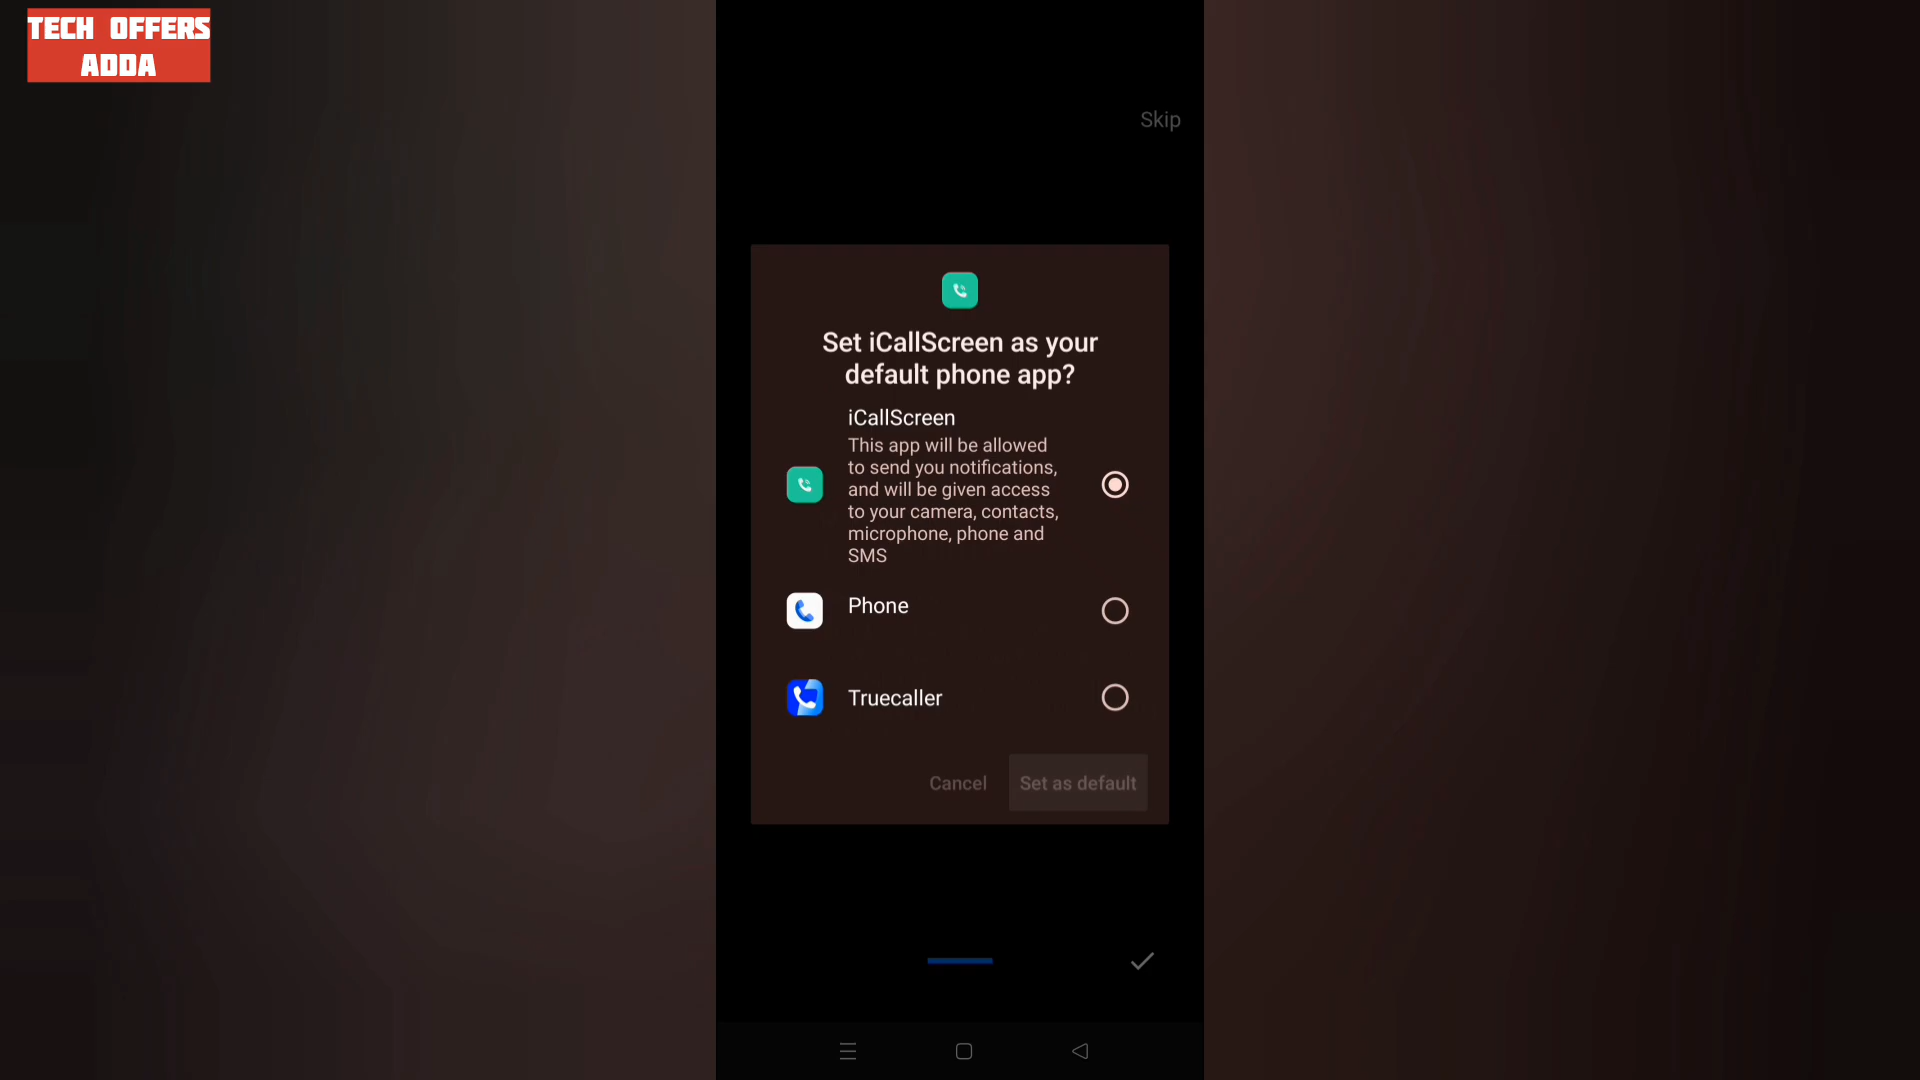 TECH OFFERS
ADDA
Skip
Set iCallScreen as your
default phone app?
iCallScreen
This app will be allowed
to send you notifications,
and will be given access
to your camera, contacts,
microphone, phone and
SMS
Phone
Truecaller
Cancel
Set as default